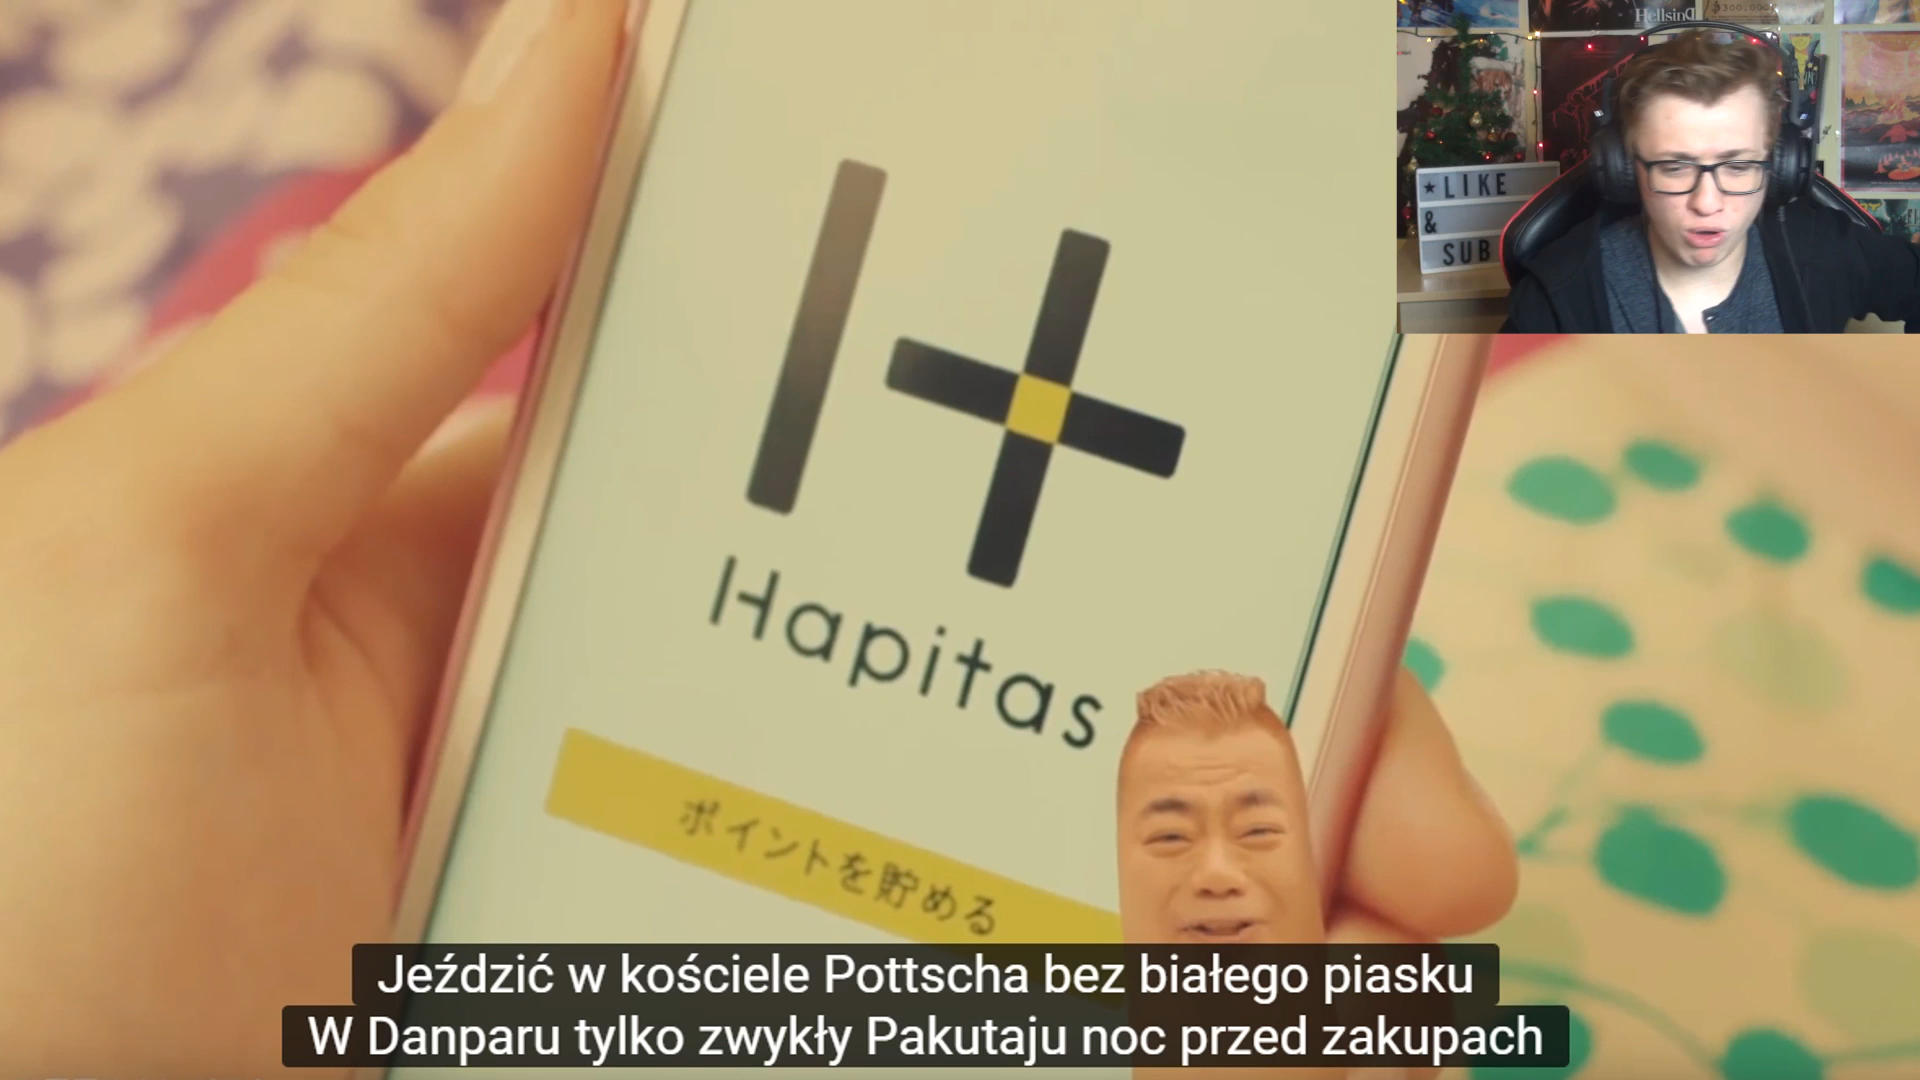 HellsinG
★LIKE
&
SUB
Hapitas
ポイントを貯める
Jeździć w kościele Pottscha bez białego piasku
W Danparu tylko zwykły Pakutaju noc przed zakupach